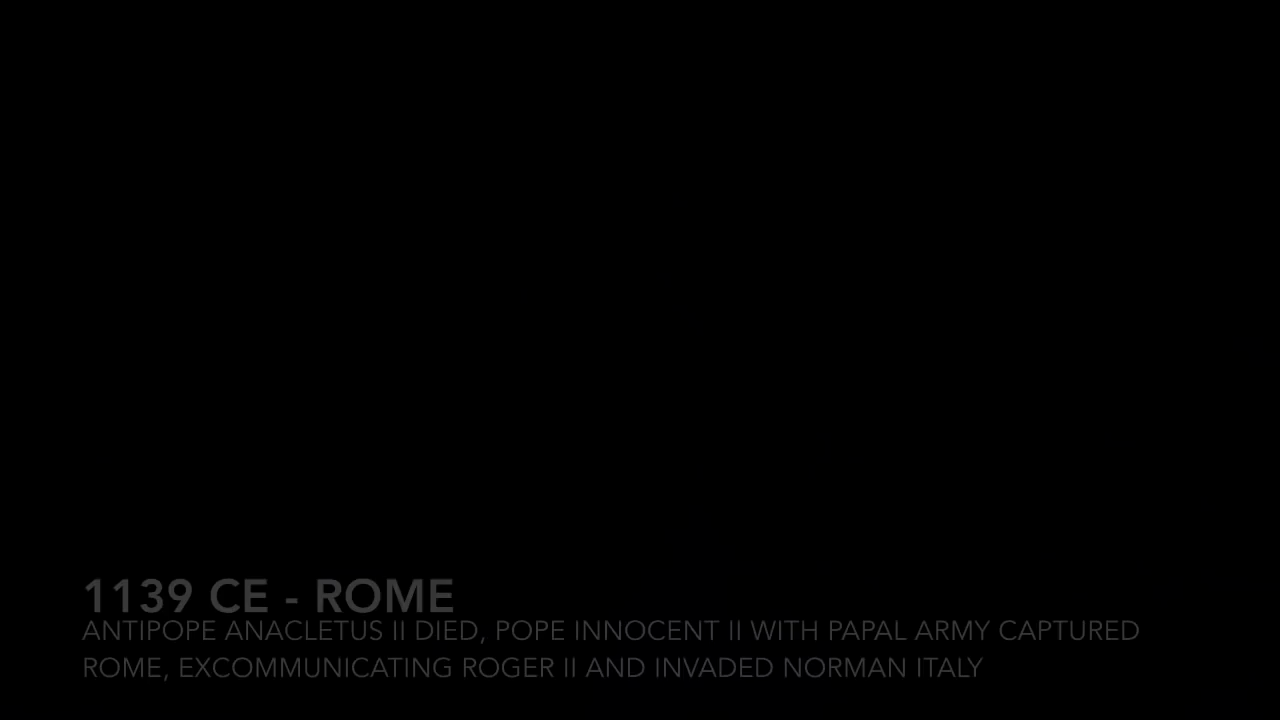 1139 CE - ROME
ANTIPOPE ANACLETUS II DIED, POPE INNOCENT II WITH PAPAL ARMY CAPTURED
ROME, EXCOMMUNICATING ROGER II AND INVADED NORMAN ITALY